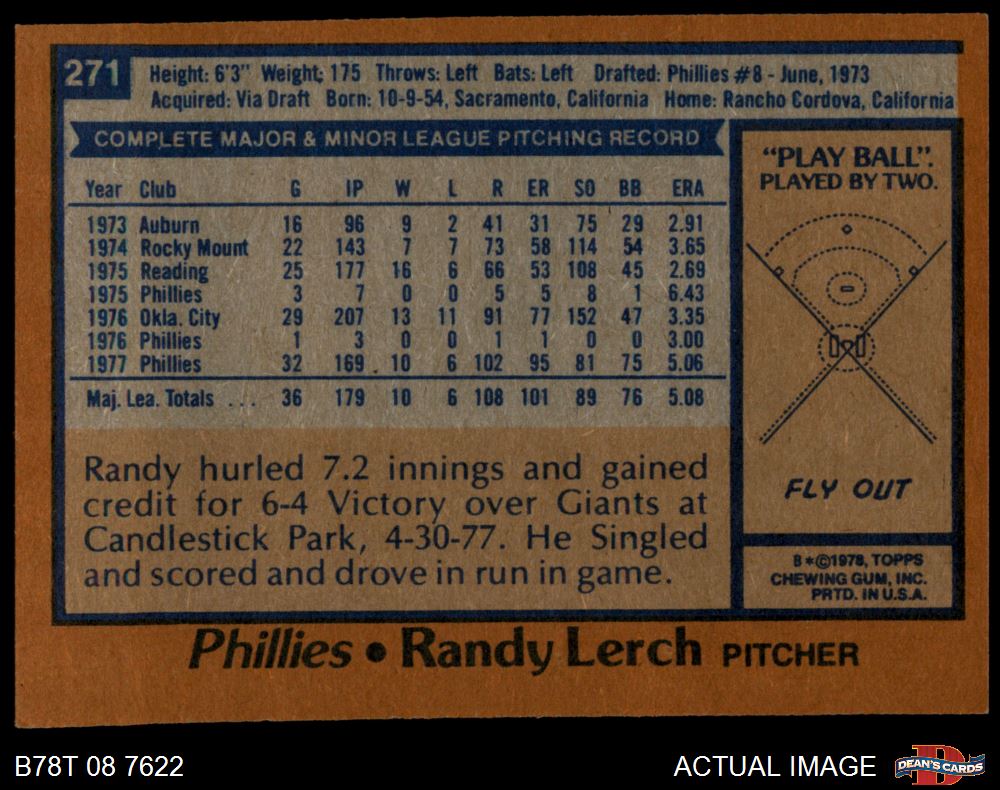 271
Height: 6'3" Weight: 175 Throws: Left Bats: Left Drafted: Phillies #8 - June, 1973
Acquired: Via Draft Born: 10-9-54, Sacramento, California Home: Rancho Cordova, California
COMPLETE MAJOR & MINOR LEAGUE PITCHING RECORD
Year Club G IP W L R ER SO BB ERA
1973 Auburn 16 96 9 2 41 31 75 29 2.91
1974 Rocky Mount 22 143 7 7 73 58 114 54 3.65
1975 Reading 25 177 16 6 66 53 108 45 2.69
1975 Phillies 3 7 0 0 5 5 8 1 6.43
1976 Okla. City 29 207 13 11 91 77 152 47 3.35
1976 Phillies 1 3 0 0 1 1 0 0 3.00
1977 Phillies 32 169 10 6 102 95 81 75 5.06
Maj. Lea. Totals ... 36 179 10 6 108 101 89 76 5.08
Randy hurled 7.2 innings and gained
credit for 6-4 Victory over Giants at
Candlestick Park, 4-30-77. He Singled
and scored and drove in run in game.
"PLAY BALL".
PLAYED BY TWO.
FLY OUT
B*©1978, TOPPS
CHEWING GUM, INC.
PRTD. IN U.S.A.
Phillies • Randy Lerch PITCHER
B78T 08 7622
ACTUAL IMAGE
D
DEAN'S CARDS